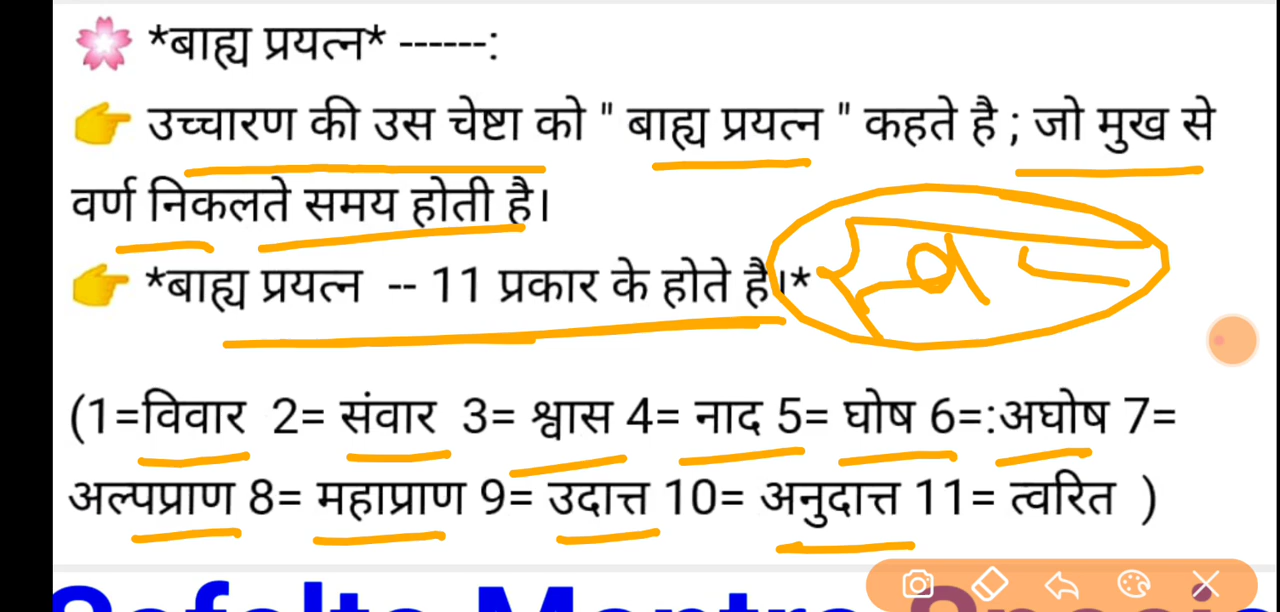 *बाह्य प्रयत्न* ------:
उच्चारण की उस चेष्टा को " बाह्य प्रयत्न " कहते है ; जो मुख से
वर्ण निकलते समय होती है।
*बाह्य प्रयत्न -- 11 प्रकार के होते है।*
(1=विवार 2= संवार 3= श्वास 4= नाद 5= घोष 6=:अघोष 7=
अल्पप्राण 8= महाप्राण 9= उदात्त 10= अनुदात्त 11= त्वरित )